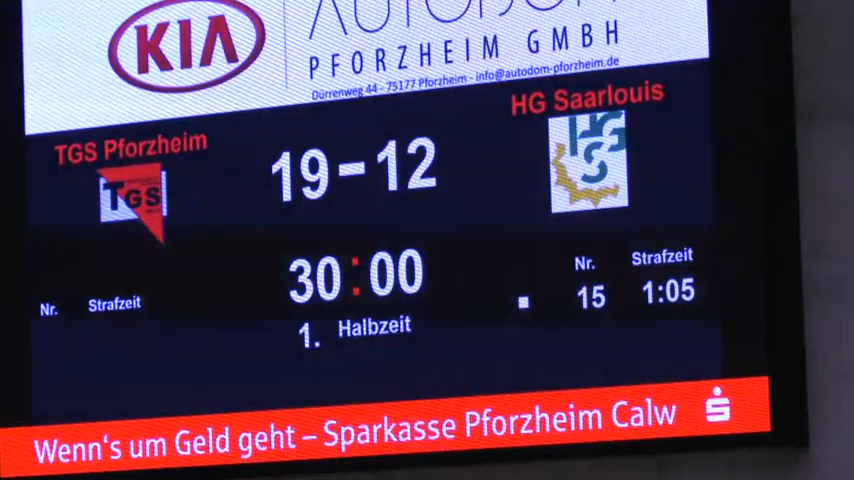 KIA
AUTODOM
PFORZHEIM GMBH
Dürrenweg 44 - 75177 Pforzheim - info@autodom-pforzheim.de
TGS Pforzheim
HG Saarlouis
19-12
TGS
HG
S
30:00
Nr. Strafzeit
Nr. Strafzeit
15 1:05
1. Halbzeit
Wenn's um Geld geht – Sparkasse Pforzheim Calw